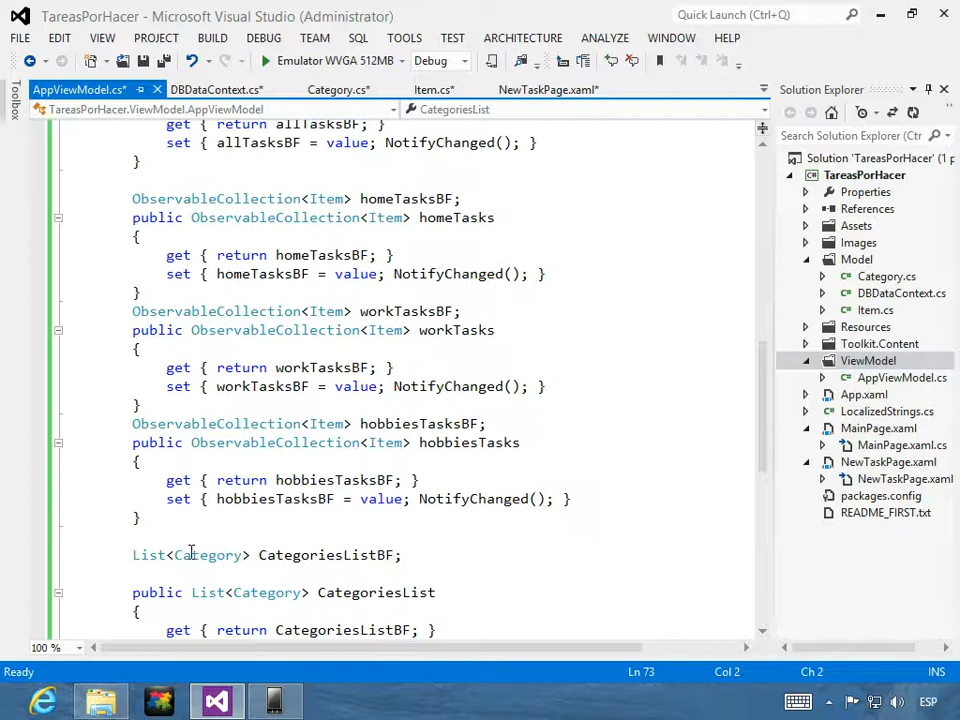 TareasPorHacer - Microsoft Visual Studio (Administrator)
Quick Launch (Ctrl+Q)
FILE EDIT VIEW PROJECT BUILD DEBUG TEAM SQL TOOLS TEST ARCHITECTURE ANALYZE WINDOW HELP
Emulator WVGA 512MB Debug
Toolbox
AppViewModel.cs* DBDataContext.cs* Category.cs* Item.cs* NewTaskPage.xaml*
TareasPorHacer.ViewModel.AppViewModel CategoriesList
get { return allTasksBF; }
set { allTasksBF = value; NotifyChanged(); }
}
ObservableCollection<Item> homeTasksBF;
public ObservableCollection<Item> homeTasks
{
get { return homeTasksBF; }
set { homeTasksBF = value; NotifyChanged(); }
}
ObservableCollection<Item> workTasksBF;
public ObservableCollection<Item> workTasks
{
get { return workTasksBF; }
set { workTasksBF = value; NotifyChanged(); }
}
ObservableCollection<Item> hobbiesTasksBF;
public ObservableCollection<Item> hobbiesTasks
{
get { return hobbiesTasksBF; }
set { hobbiesTasksBF = value; NotifyChanged(); }
}
List<Category> CategoriesListBF;
public List<Category> CategoriesList
{
get { return CategoriesListBF; }
100 %
Solution Explorer
Search Solution Explorer (Ctr
Solution 'TareasPorHacer' (1 p
TareasPorHacer
Properties
References
Assets
Images
Model
Category.cs
DBDataContext.cs
Item.cs
Resources
Toolkit.Content
ViewModel
AppViewModel.cs
App.xaml
LocalizedStrings.cs
MainPage.xaml
MainPage.xaml.cs
NewTaskPage.xaml
NewTaskPage.xaml
packages.config
README_FIRST.txt
Ready Ln 73 Col 2 Ch 2 INS
ESP